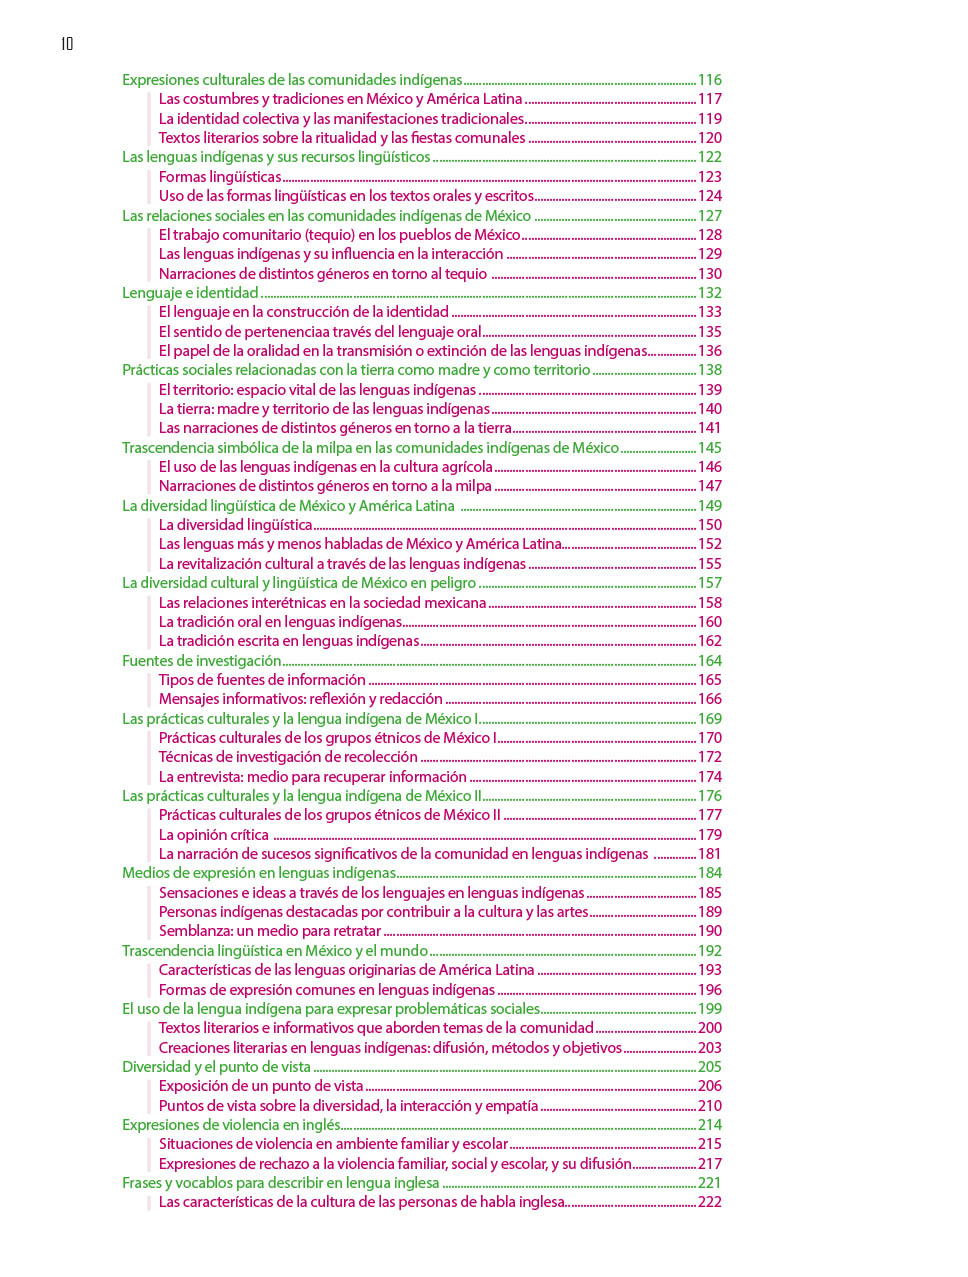 10
Expresiones culturales de las comunidades indígenas 116
Las costumbres y tradiciones en México y América Latina 117
La identidad colectiva y las manifestaciones tradicionales 119
Textos literarios sobre la ritualidad y las fiestas comunales 120
Las lenguas indígenas y sus recursos lingüísticos 122
Formas lingüísticas 123
Uso de las formas lingüísticas en los textos orales y escritos 124
Las relaciones sociales en las comunidades indígenas de México 127
El trabajo comunitario (tequio) en los pueblos de México 128
Las lenguas indígenas y su influencia en la interacción 129
Narraciones de distintos géneros en torno al tequio 130
Lenguaje e identidad 132
El lenguaje en la construcción de la identidad 133
El sentido de pertenenciaa través del lenguaje oral 135
El papel de la oralidad en la transmisión o extinción de las lenguas indígenas 136
Prácticas sociales relacionadas con la tierra como madre y como territorio 138
El territorio: espacio vital de las lenguas indígenas 139
La tierra: madre y territorio de las lenguas indígenas 140
Las narraciones de distintos géneros en torno a la tierra 141
Trascendencia simbólica de la milpa en las comunidades indígenas de México 145
El uso de las lenguas indígenas en la cultura agrícola 146
Narraciones de distintos géneros en torno a la milpa 147
La diversidad lingüística de México y América Latina 149
La diversidad lingüística 150
Las lenguas más y menos habladas de México y América Latina 152
La revitalización cultural a través de las lenguas indígenas 155
La diversidad cultural y lingüística de México en peligro 157
Las relaciones interétnicas en la sociedad mexicana 158
La tradición oral en lenguas indígenas 160
La tradición escrita en lenguas indígenas 162
Fuentes de investigación 164
Tipos de fuentes de información 165
Mensajes informativos: reflexión y redacción 166
Las prácticas culturales y la lengua indígena de México I 169
Prácticas culturales de los grupos étnicos de México I 170
Técnicas de investigación de recolección 172
La entrevista: medio para recuperar información 174
Las prácticas culturales y la lengua indígena de México II 176
Prácticas culturales de los grupos étnicos de México II 177
La opinión crítica 179
La narración de sucesos significativos de la comunidad en lenguas indígenas 181
Medios de expresión en lenguas indígenas 184
Sensaciones e ideas a través de los lenguajes en lenguas indígenas 185
Personas indígenas destacadas por contribuir a la cultura y las artes 189
Semblanza: un medio para retratar 190
Trascendencia lingüística en México y el mundo 192
Características de las lenguas originarias de América Latina 193
Formas de expresión comunes en lenguas indígenas 196
El uso de la lengua indígena para expresar problemáticas sociales 199
Textos literarios e informativos que aborden temas de la comunidad 200
Creaciones literarias en lenguas indígenas: difusión, métodos y objetivos 203
Diversidad y el punto de vista 205
Exposición de un punto de vista 206
Puntos de vista sobre la diversidad, la interacción y empatía 210
Expresiones de violencia en inglés 214
Situaciones de violencia en ambiente familiar y escolar 215
Expresiones de rechazo a la violencia familiar, social y escolar, y su difusión 217
Frases y vocablos para describir en lengua inglesa 221
Las características de la cultura de las personas de habla inglesa 222